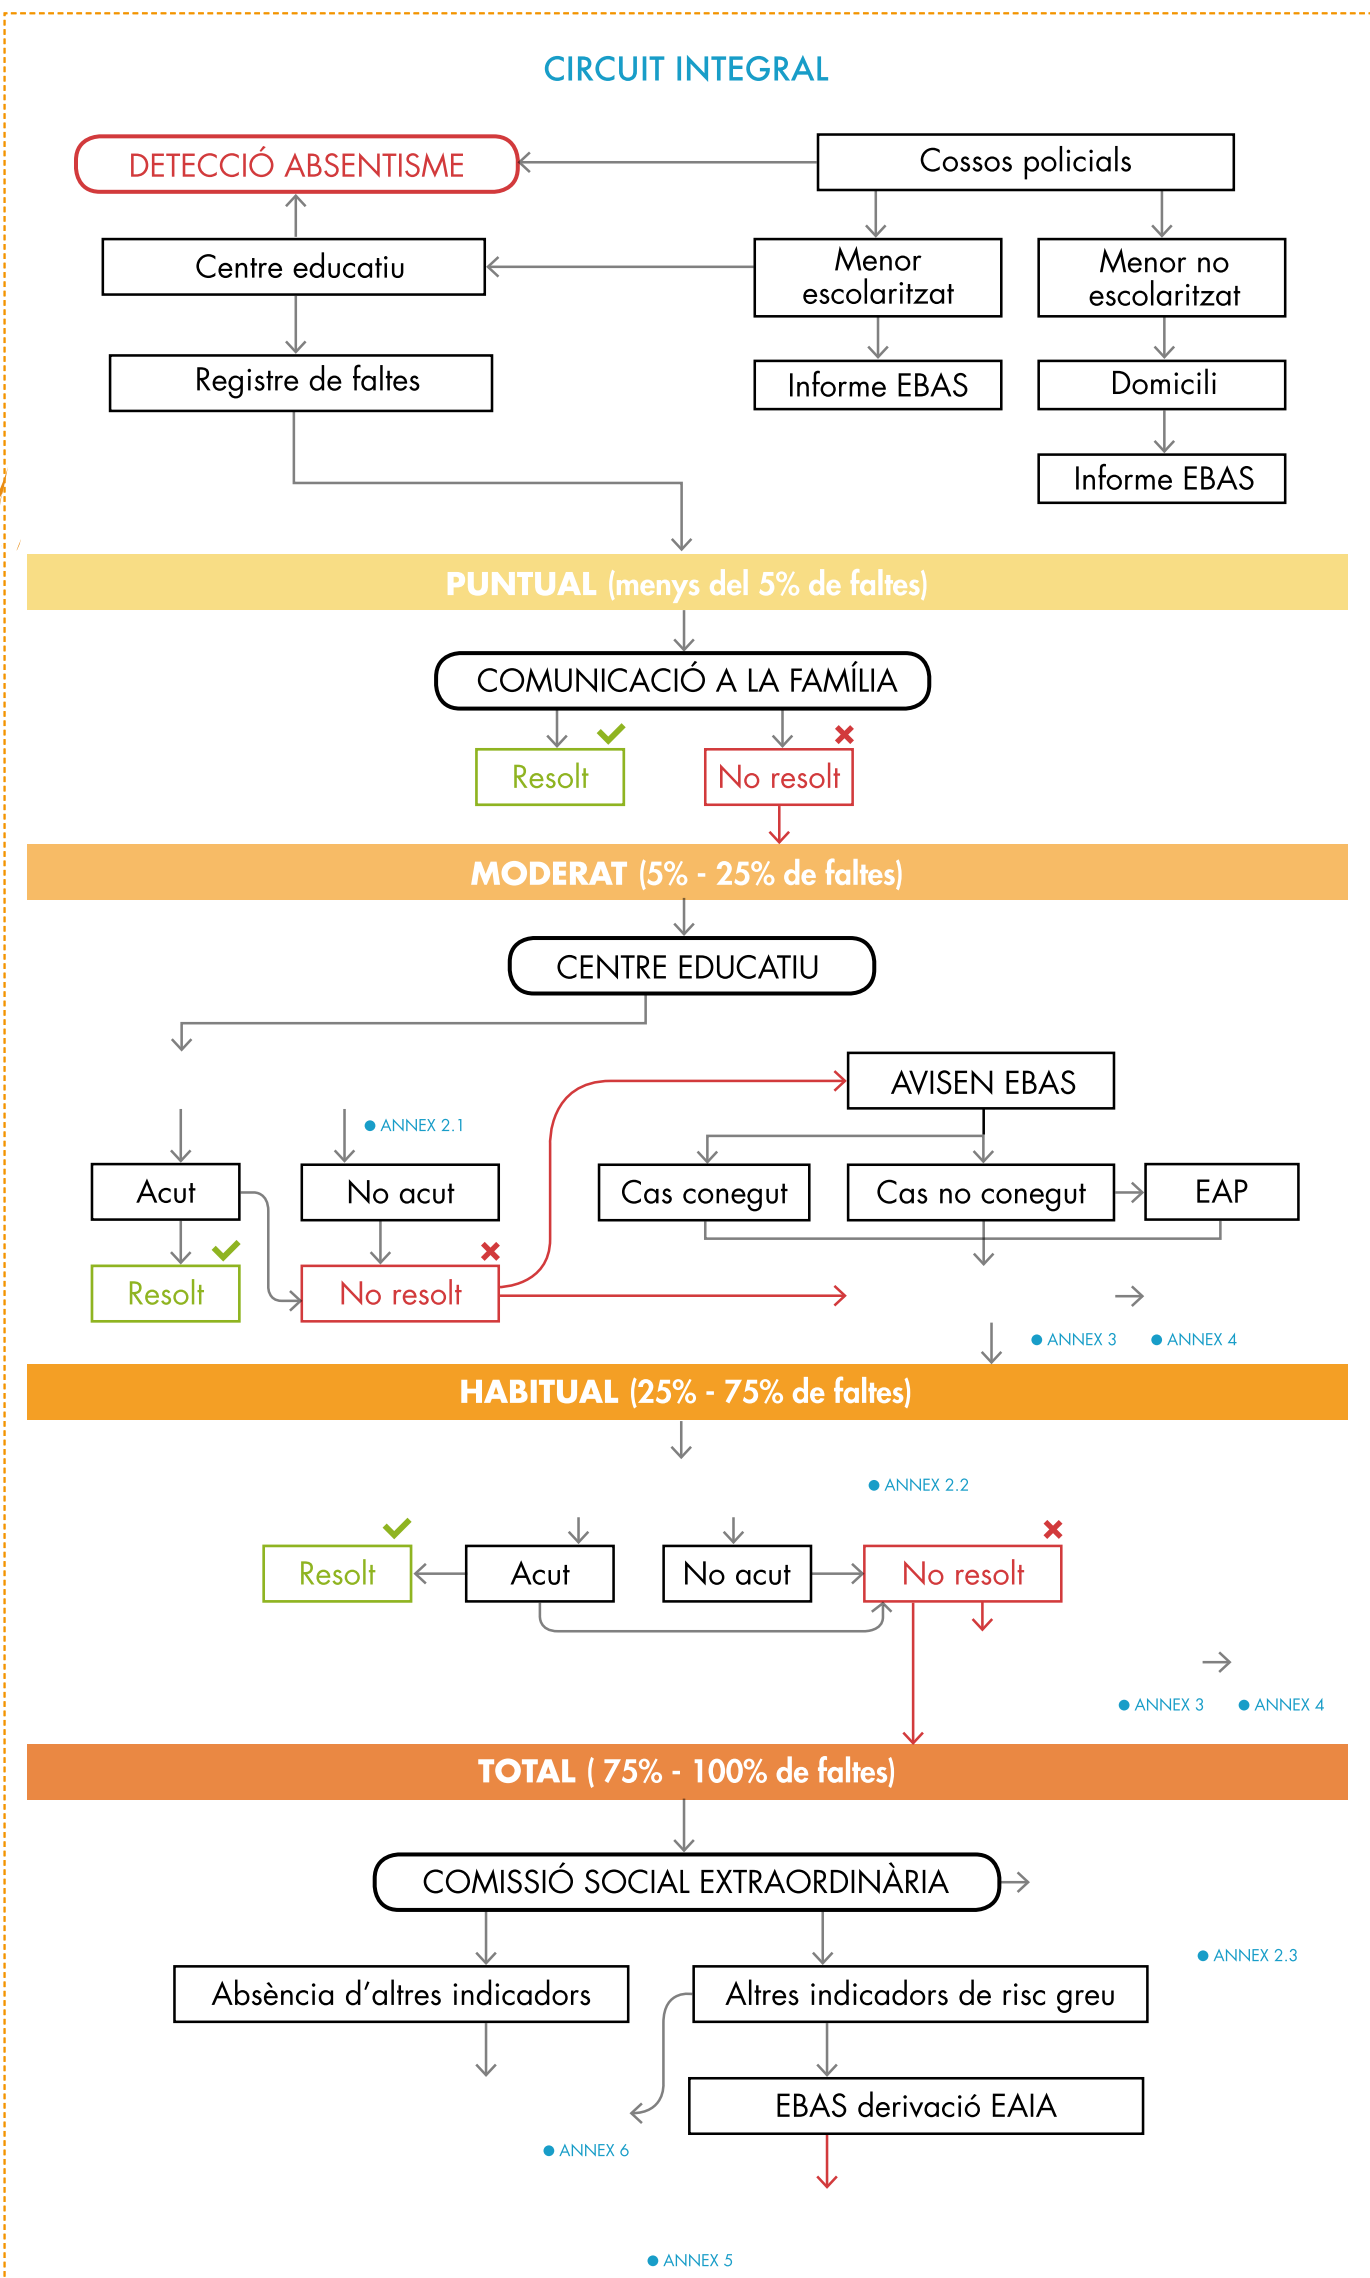 CIRCUIT INTEGRAL
DETECCIÓ ABSENTISME
Cossos policials
Centre educatiu
Menor
escolaritzat
Menor no
escolaritzat
Registre de faltes
Informe EBAS
Domicili
Informe EBAS
PUNTUAL (menys del 5% de faltes)
COMUNICACIÓ A LA FAMÍLIA
Resolt
No resolt
MODERAT (5% - 25% de faltes)
CENTRE EDUCATIU
AVISEN EBAS
ANNEX 2.1
Acut
No acut
Cas conegut
Cas no conegut
EAP
Resolt
No resolt
ANNEX 3
ANNEX 4
HABITUAL (25% - 75% de faltes)
ANNEX 2.2
Resolt
Acut
No acut
No resolt
ANNEX 3
ANNEX 4
TOTAL ( 75% - 100% de faltes)
COMISSIÓ SOCIAL EXTRAORDINÀRIA
ANNEX 2.3
Absència d’altres indicadors
Altres indicadors de risc greu
EBAS derivació EAIA
ANNEX 6
ANNEX 5